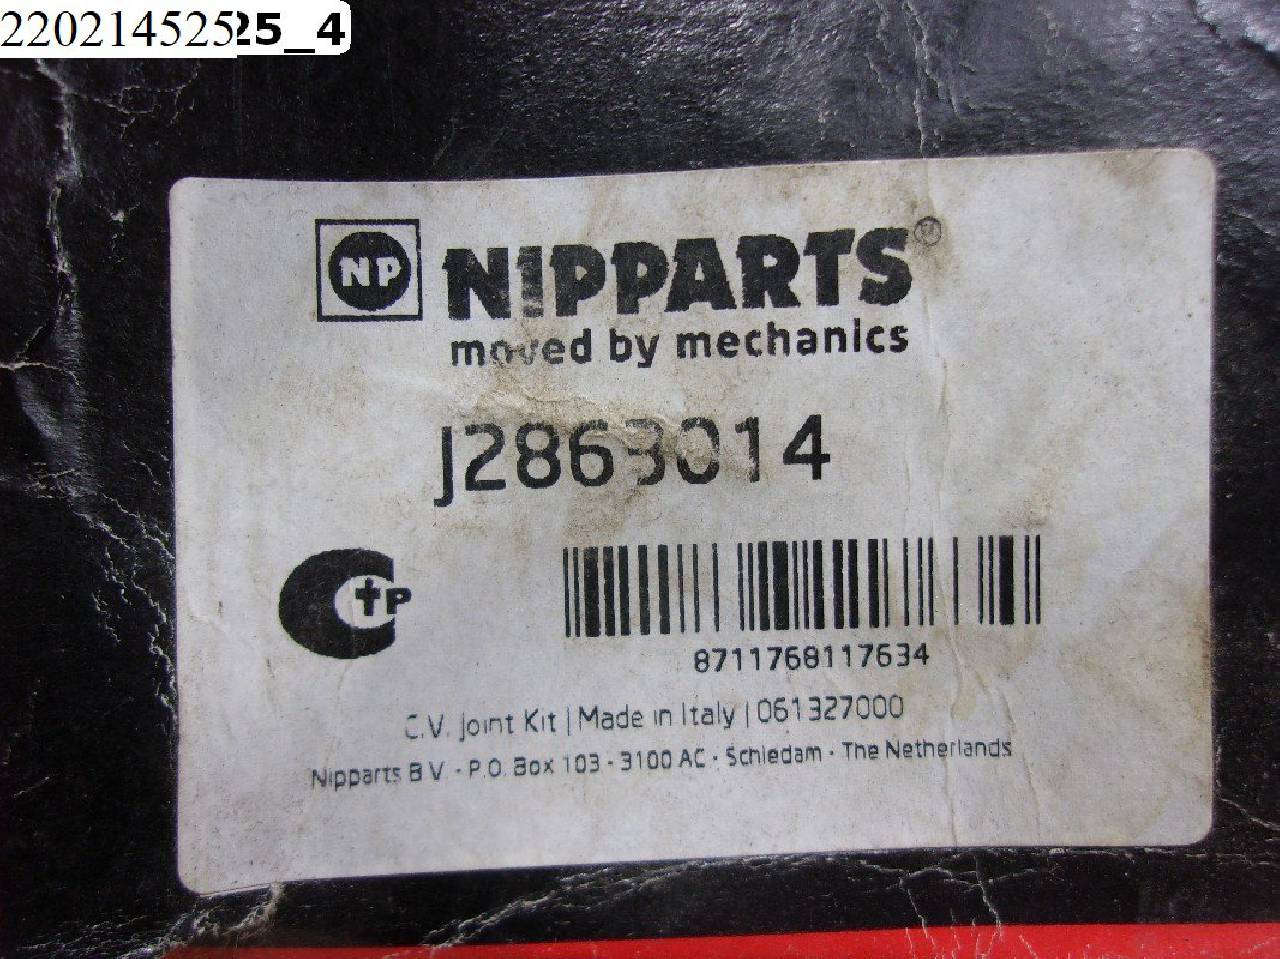 22021452525_4
NP
NIPPARTS®
moved by mechanics
J2863014
C P
8711768117634
C.V. Joint Kit | Made in Italy | 061327000
Nipparts B V - P.O. Box 103 - 3100 AC - Schiedam - The Netherlands